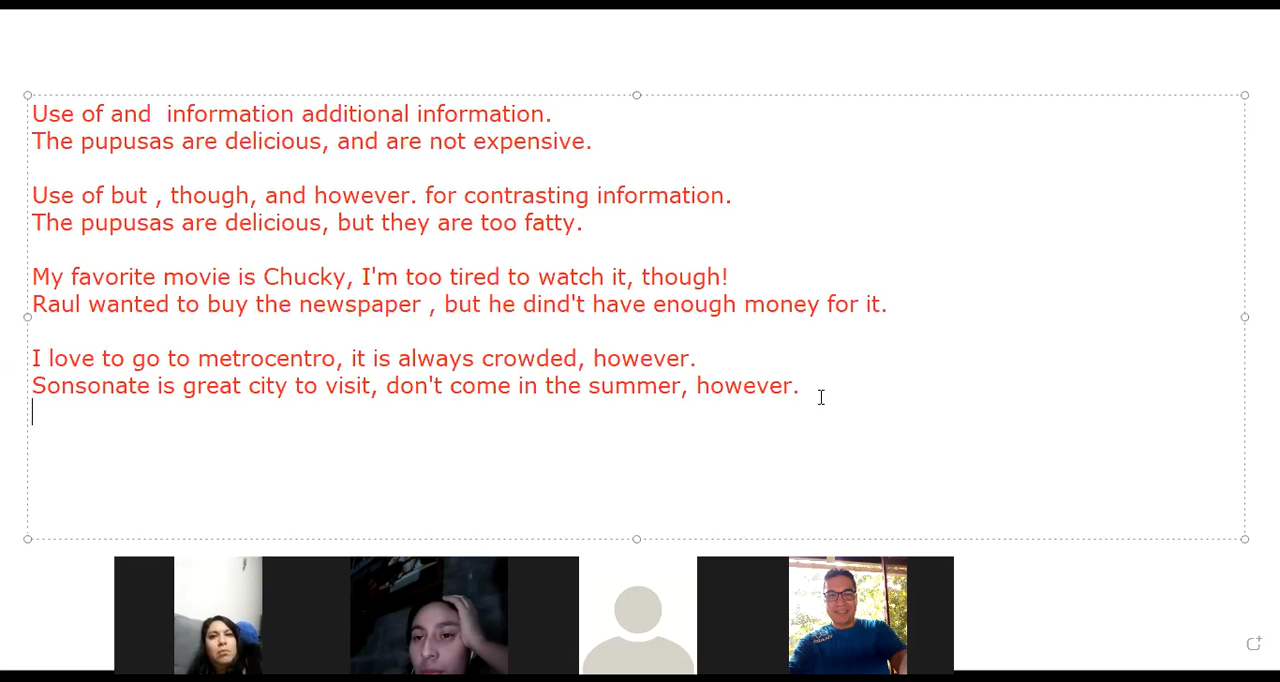 Use of and  information additional information.
The pupusas are delicious, and are not expensive.
Use of but , though, and however. for contrasting information.
The pupusas are delicious, but they are too fatty.
My favorite movie is Chucky, I'm too tired to watch it, though!
Raul wanted to buy the newspaper , but he dind't have enough money for it.
I love to go to metrocentro, it is always crowded, however.
Sonsonate is great city to visit, don't come in the summer, however.